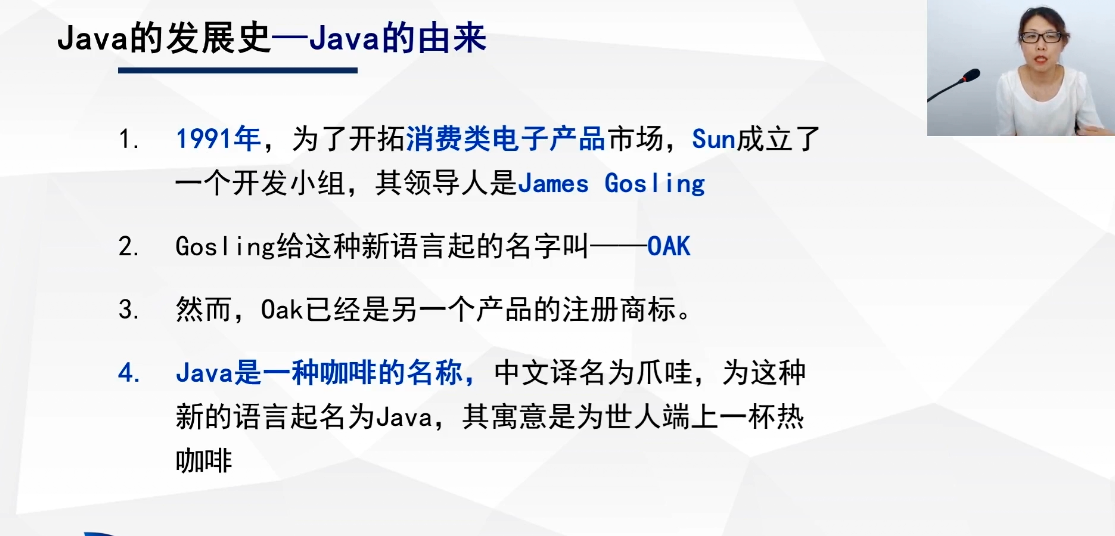 Java的发展史—Java的由来
1. 1991年，为了开拓消费类电子产品市场，Sun成立了
一个开发小组，其领导人是James Gosling
2. Gosling给这种新语言起的名字叫——OAK
3. 然而，Oak已经是另一个产品的注册商标。
4. Java是一种咖啡的名称，中文译名为爪哇，为这种
新的语言起名为Java，其寓意是为世人端上一杯热
咖啡